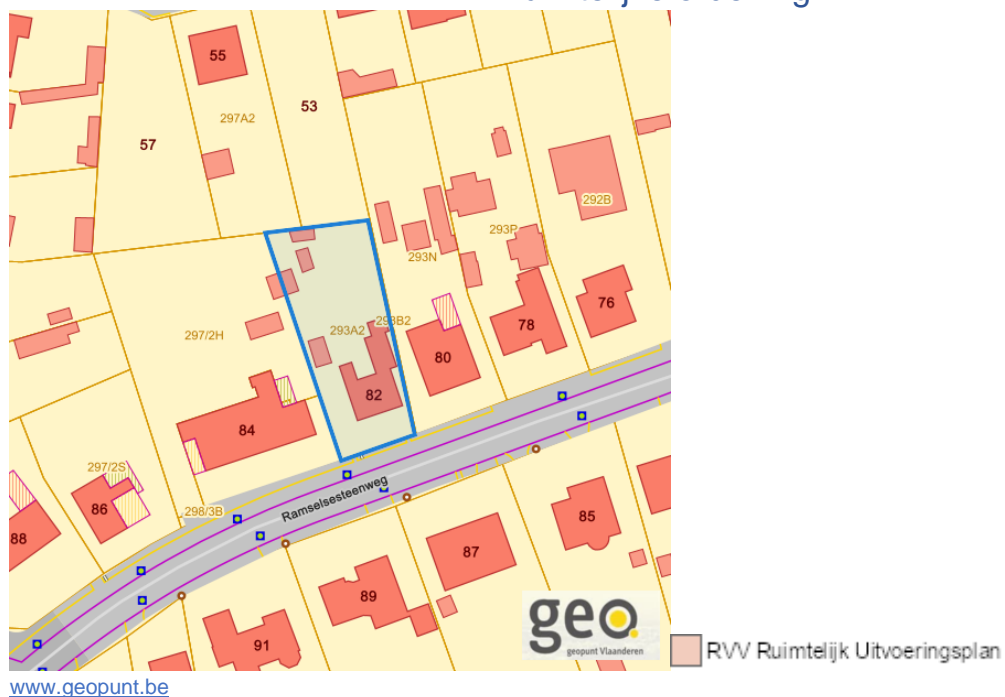 55
297A2
53
57
292B
293P
293N
76
78
293A2
293B2
80
297/2H
82
84
297/2S
86
88
298/3B
Ramselsesteenweg
85
87
89
91
geo
geopunt Vlaanderen
RVV Ruimtelijk Uitvoeringsplan
www.geopunt.be